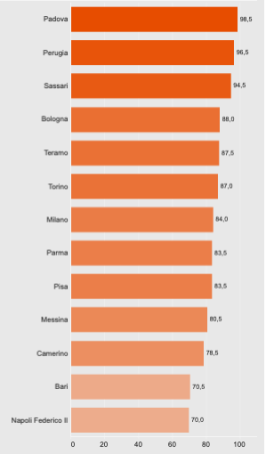 Padova 98,5
Perugia 96,5
Sassari 94,5
Bologna 88,0
Teramo 87,5
Torino 87,0
Milano 84,0
Parma 83,5
Pisa 83,5
Messina 80,5
Camerino 78,5
Bari 70,5
Napoli Federico II 70,0
0 20 40 60 80 100